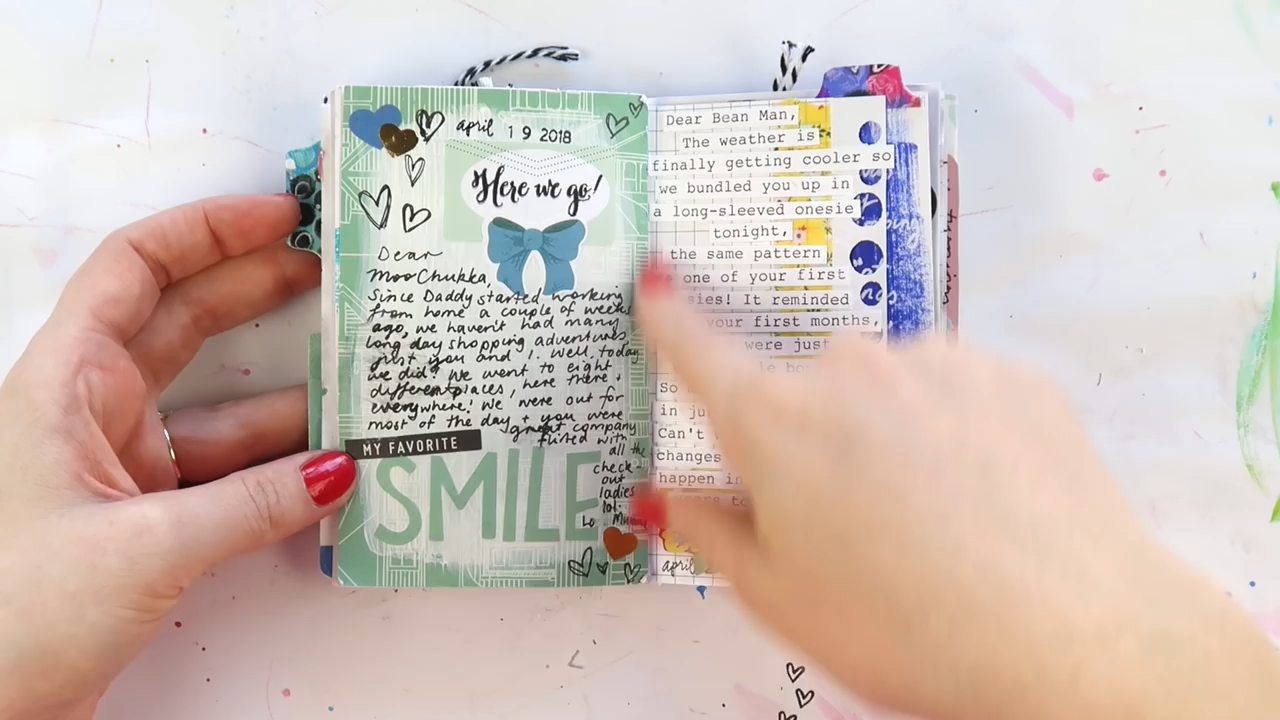 april 19 2018
Here we go!
Dear
MooChukka,
Since Daddy started working
from home a couple of weeks
ago, we haven't had many
long day shopping adventures
just you and I. Well, today
we did! We went to eight
different places, here there +
everywhere! We were out for
most of the day + you were
great company
flirted with
all the
check-
out
ladies
lol.
MY FAVORITE
SMILE
Dear Bean Man,
The weather is
finally getting cooler so
we bundled you up in
a long-sleeved onesie
tonight,
the same pattern
one of your first
sies! It reminded
your first months,
were just
So
in ju
Can't
changes
happen in
to
april